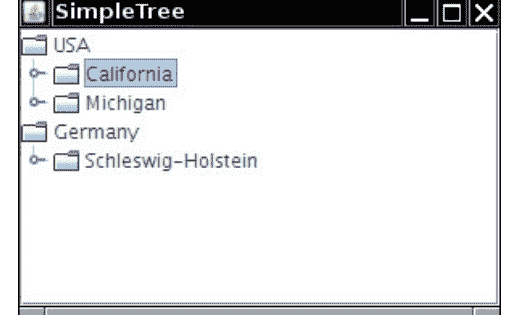 SimpleTree
USA
California
Michigan
Germany
Schleswig-Holstein